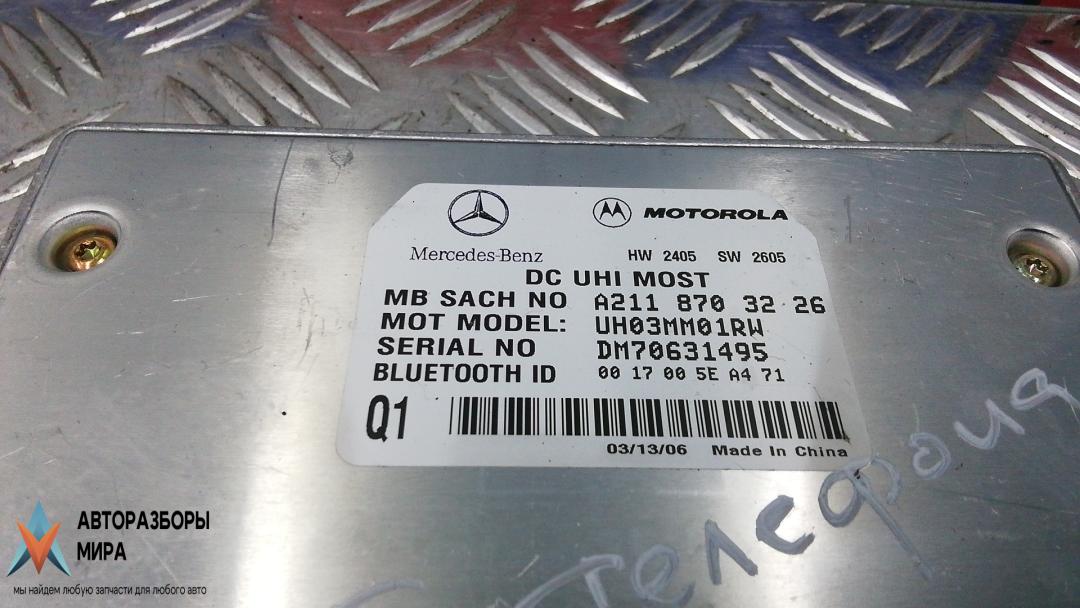 MOTOROLA
Mercedes-Benz HW 2405 SW 2605
DC UHI MOST
MB SACH NO A211 870 32 26
MOT MODEL: UH03MM01RW
SERIAL NO DM70631495
BLUETOOTH ID 00 17 00 5E A4 71
Q1
03/13/06 Made In China
телефона
АВТОРАЗБОРЫ
МИРА
мы найдем любую запчасти для любого авто